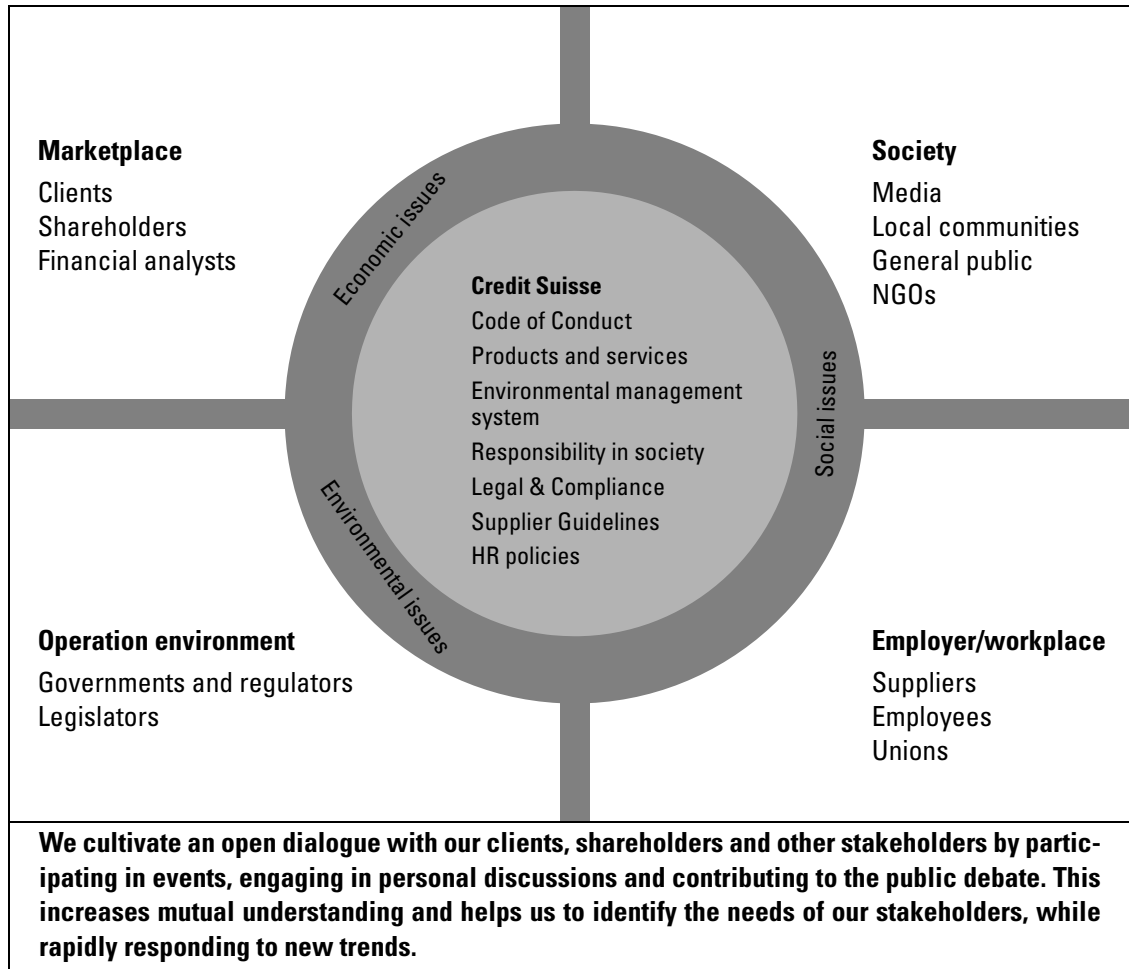 Marketplace
Clients
Shareholders
Financial analysts
Society
Media
Local communities
General public
NGOs
Economic issues
Credit Suisse
Code of Conduct
Products and services
Environmental management
system
Responsibility in society
Legal & Compliance
Supplier Guidelines
HR policies
Social issues
Environmental issues
Operation environment
Governments and regulators
Legislators
Employer/workplace
Suppliers
Employees
Unions
We cultivate an open dialogue with our clients, shareholders and other stakeholders by partic-
ipating in events, engaging in personal discussions and contributing to the public debate. This
increases mutual understanding and helps us to identify the needs of our stakeholders, while
rapidly responding to new trends.